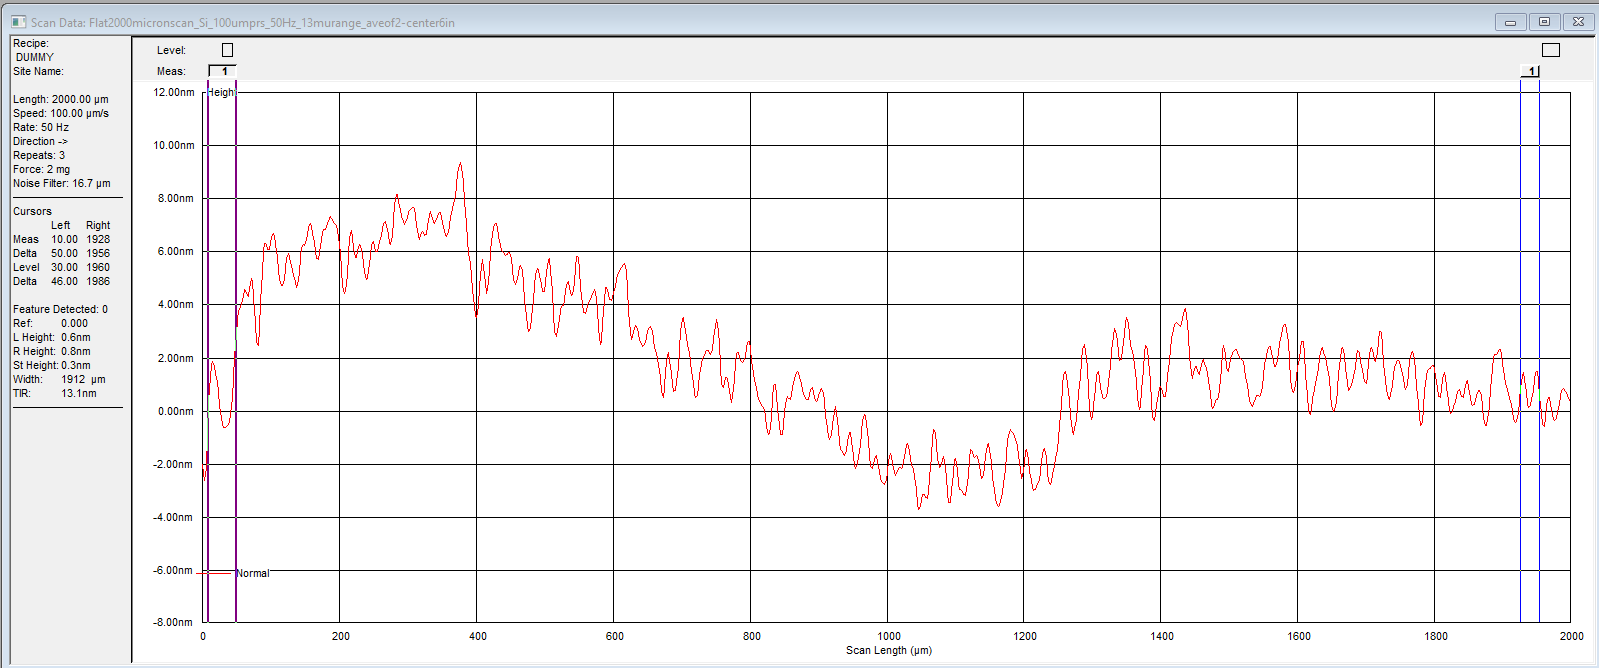 Scan Data: Flat2000micronscan_Si_100umprs_50Hz_13murange_aveof2-center6in
Recipe:
DUMMY
Site Name:
Length: 2000.00 µm
Speed: 100.00 µm/s
Rate: 50 Hz
Direction ->
Repeats: 3
Force: 2 mg
Noise Filter: 16.7 µm
Cursors
Left Right
Meas 10.00 1928
Delta 50.00 1956
Level 30.00 1960
Delta 46.00 1986
Feature Detected: 0
Ref: 0.000
L Height: 0.6nm
R Height: 0.8nm
St Height: 0.3nm
Width: 1912 µm
TIR: 13.1nm
Level:
Meas: 1 1
Height
12.00nm
10.00nm
8.00nm
6.00nm
4.00nm
2.00nm
0.00nm
-2.00nm
-4.00nm
-6.00nm
Normal
-8.00nm
0 200 400 600 800 1000 1200 1400 1600 1800 2000
Scan Length (µm)